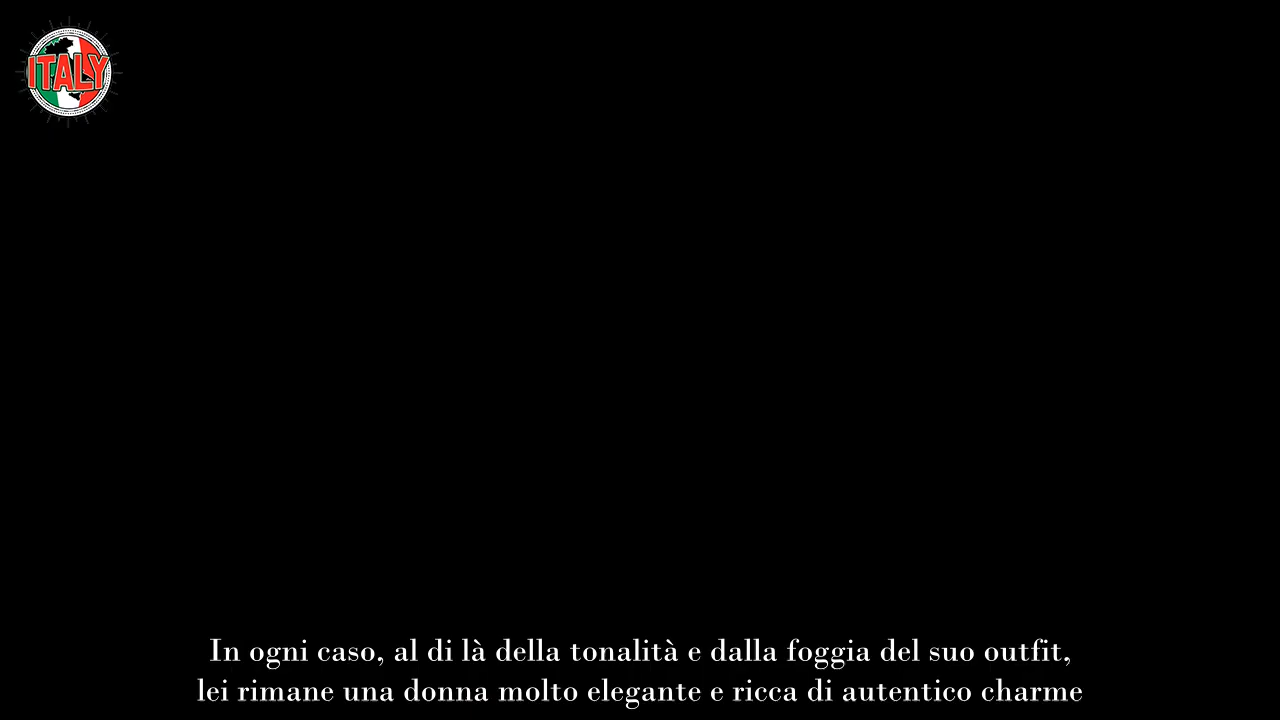 ITALY
In ogni caso, al di là della tonalità e dalla foggia del suo outfit,
lei rimane una donna molto elegante e ricca di autentico charme